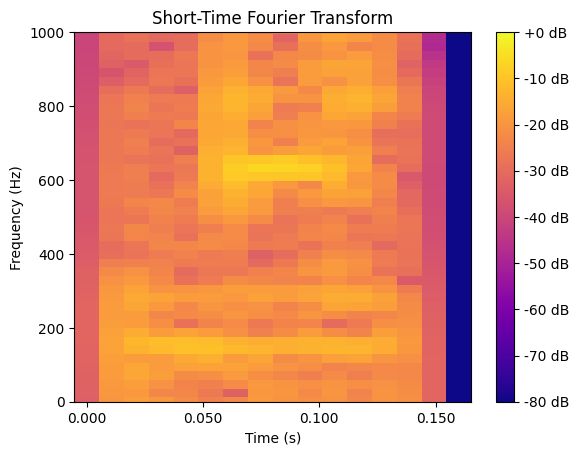 Short-Time Fourier Transform
1000
800
600
400
200
0
Frequency (Hz)
0.000
0.050
0.100
0.150
Time (s)
+0 dB
-10 dB
-20 dB
-30 dB
-40 dB
-50 dB
-60 dB
-70 dB
-80 dB